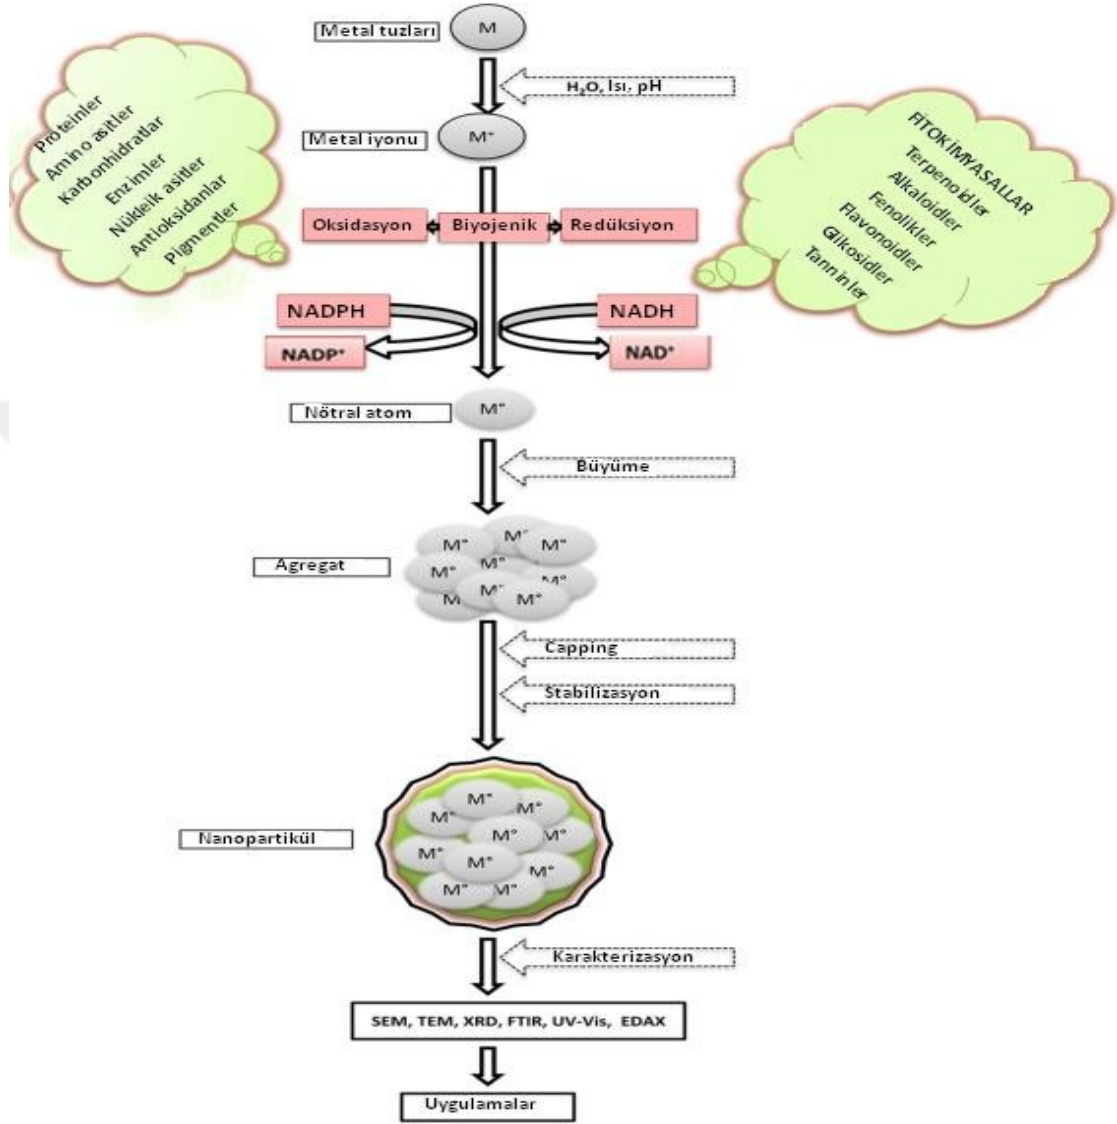 Metal tuzları
M
H₂O, Isı, pH
Metal iyonu
M⁺
Proteinler
Amino asitler
Karbonhidratlar
Enzimler
Nükleik asitler
Antioksidanlar
Pigmentler
FİTOKİMYASALLAR
Terpenoidler
Alkaloidler
Fenolikler
Flavonoidler
Glikosidler
Tanninler
Oksidasyon
Biyojenik
Redüksiyon
NADPH
NADH
NADP⁺
NAD⁺
Nötral atom
M°
Büyüme
Agregat
M°
M°
M°
M°
M°
M°
M°
M
M°
Capping
Stabilizasyon
Nanopartikül
M°
M°
M°
M°
M°
M°
M°
M°
M°
M°
Karakterizasyon
SEM, TEM, XRD, FTIR, UV-Vis, EDAX
Uygulamalar